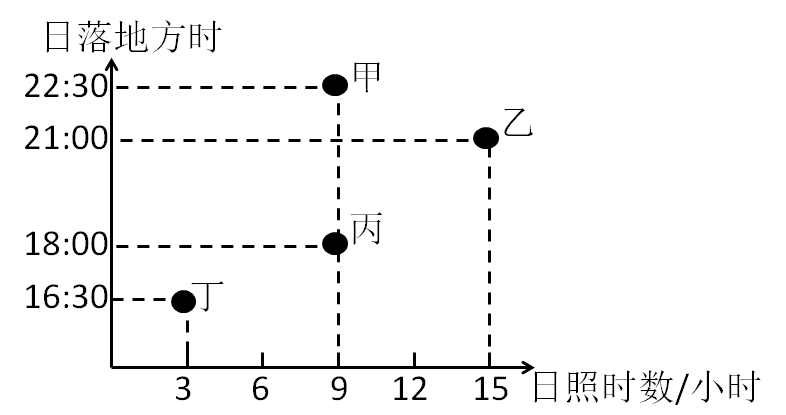 日落地方时
22:30
甲
21:00
乙
18:00
丙
16:30
丁
3 6 9 12 15 日照时数/小时